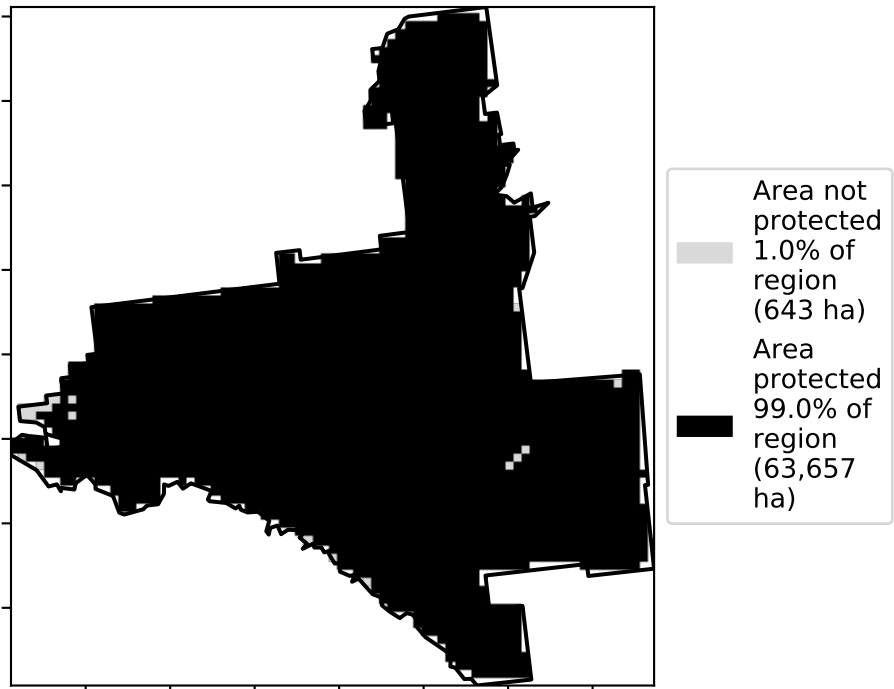 Area not
protected
1.0% of
region
(643 ha)
Area
protected
99.0% of
region
(63,657
ha)